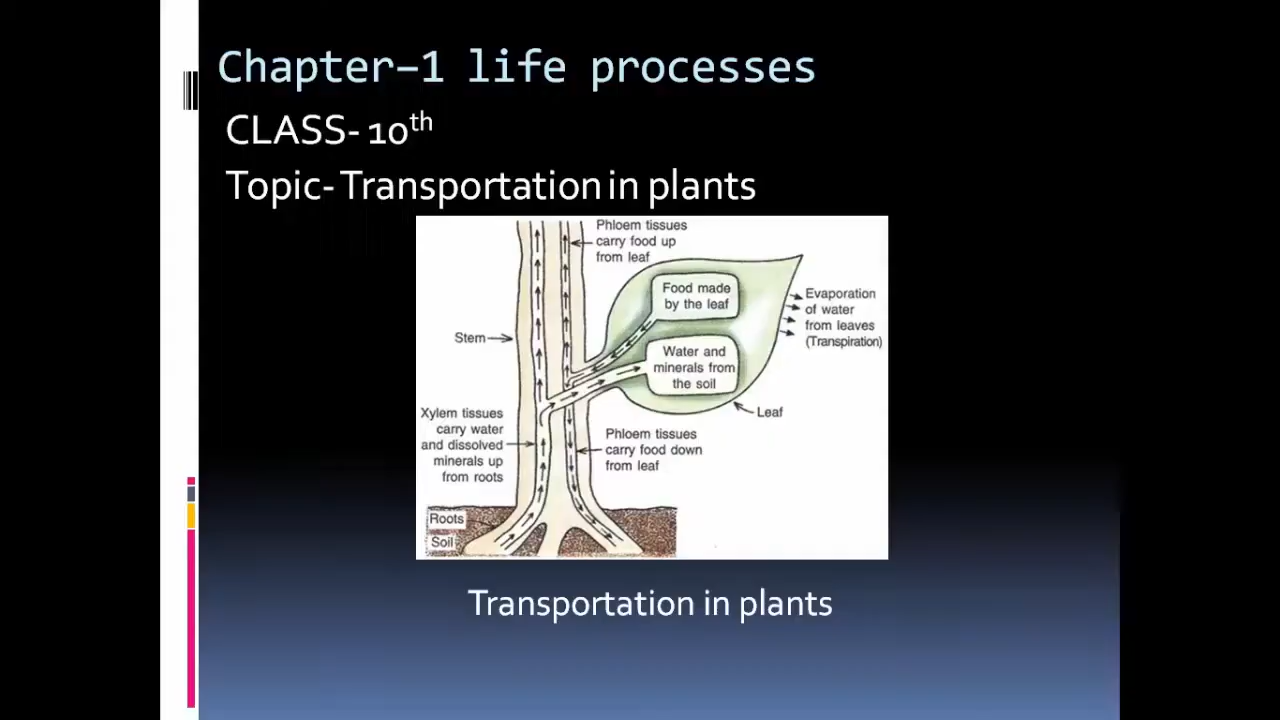 Chapter–1 life processes
CLASS- 10th
Topic- Transportation in plants
Phloem tissues
carry food up
from leaf
Food made
by the leaf
Evaporation
of water
from leaves
(Transpiration)
Stem
Water and
minerals from
the soil
Leaf
Xylem tissues
carry water
and dissolved
minerals up
from roots
Phloem tissues
carry food down
from leaf
Roots
Soil
Transportation in plants